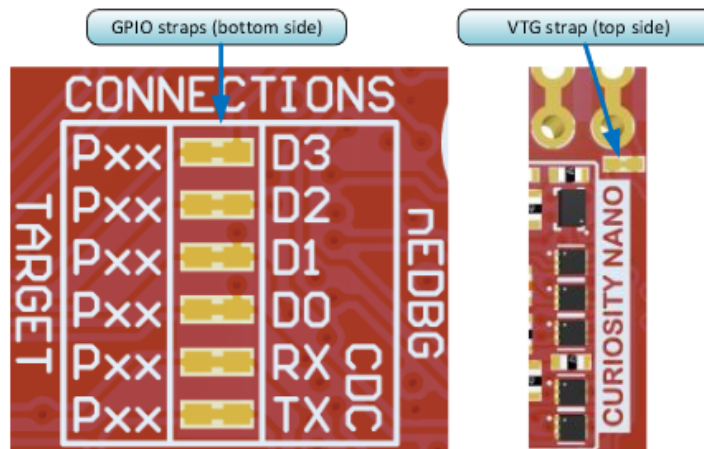 GPIO straps (bottom side)
VTG strap (top side)
CONNECTIONS
Pxx D3
Pxx D2
Pxx D1
Pxx D0
Pxx RX
Pxx TX
TARGET
nEDBG
CDC
CURIOSITY NANO